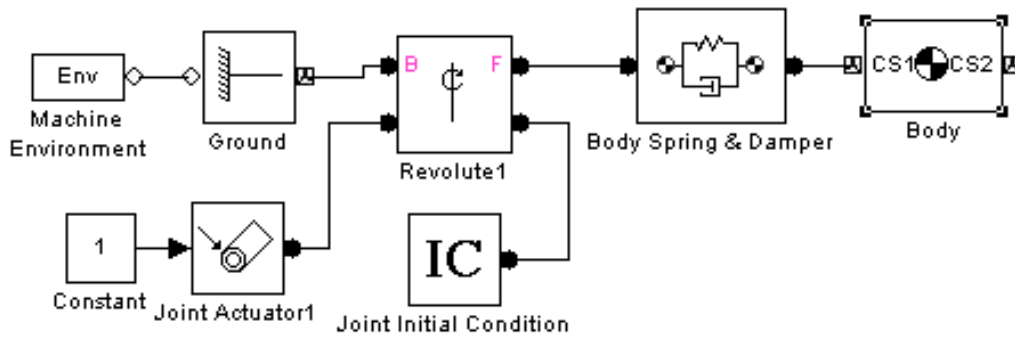 Env
Machine
Environment
Ground
B F
Revolute1
Body Spring & Damper
CS1 CS2
Body
1
Constant
Joint Actuator1
IC
Joint Initial Condition